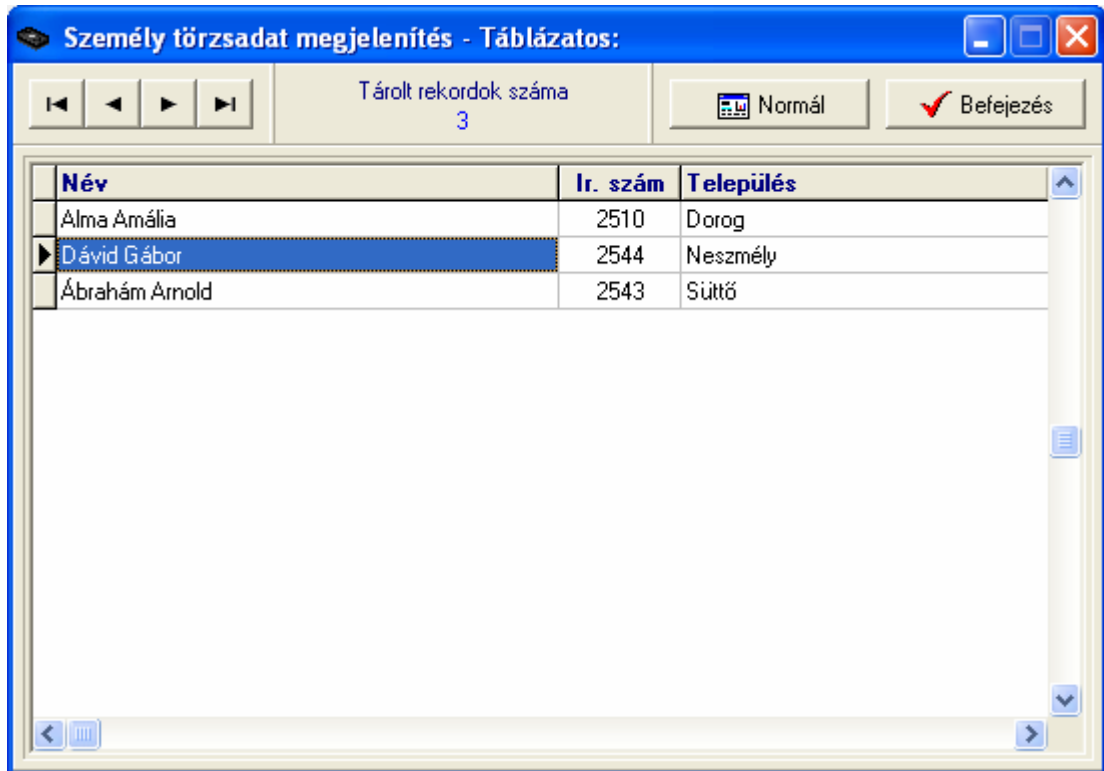 Személy törzsadat megjelenítés - Táblázatos:
Tárolt rekordok száma
3
Normál
Befejezés
Név Ir. szám Település
Alma Amália 2510 Dorog
Dávid Gábor 2544 Neszmély
Ábrahám Arnold 2543 Süttő